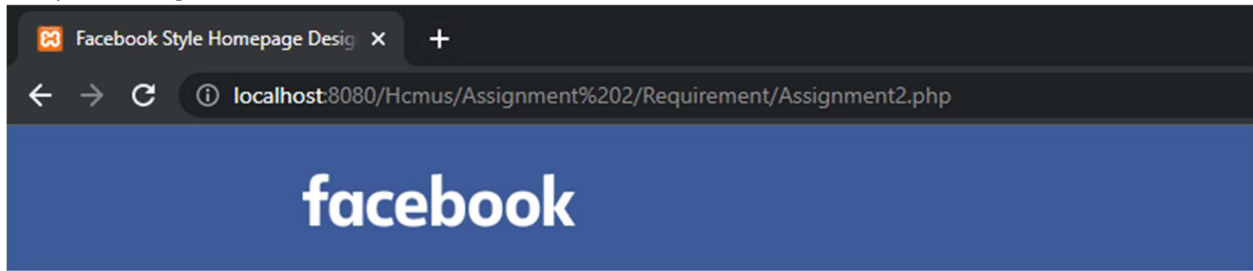 Facebook Style Homepage Desig
localhost:8080/Hcmus/Assignment%202/Requirement/Assignment2.php
facebook